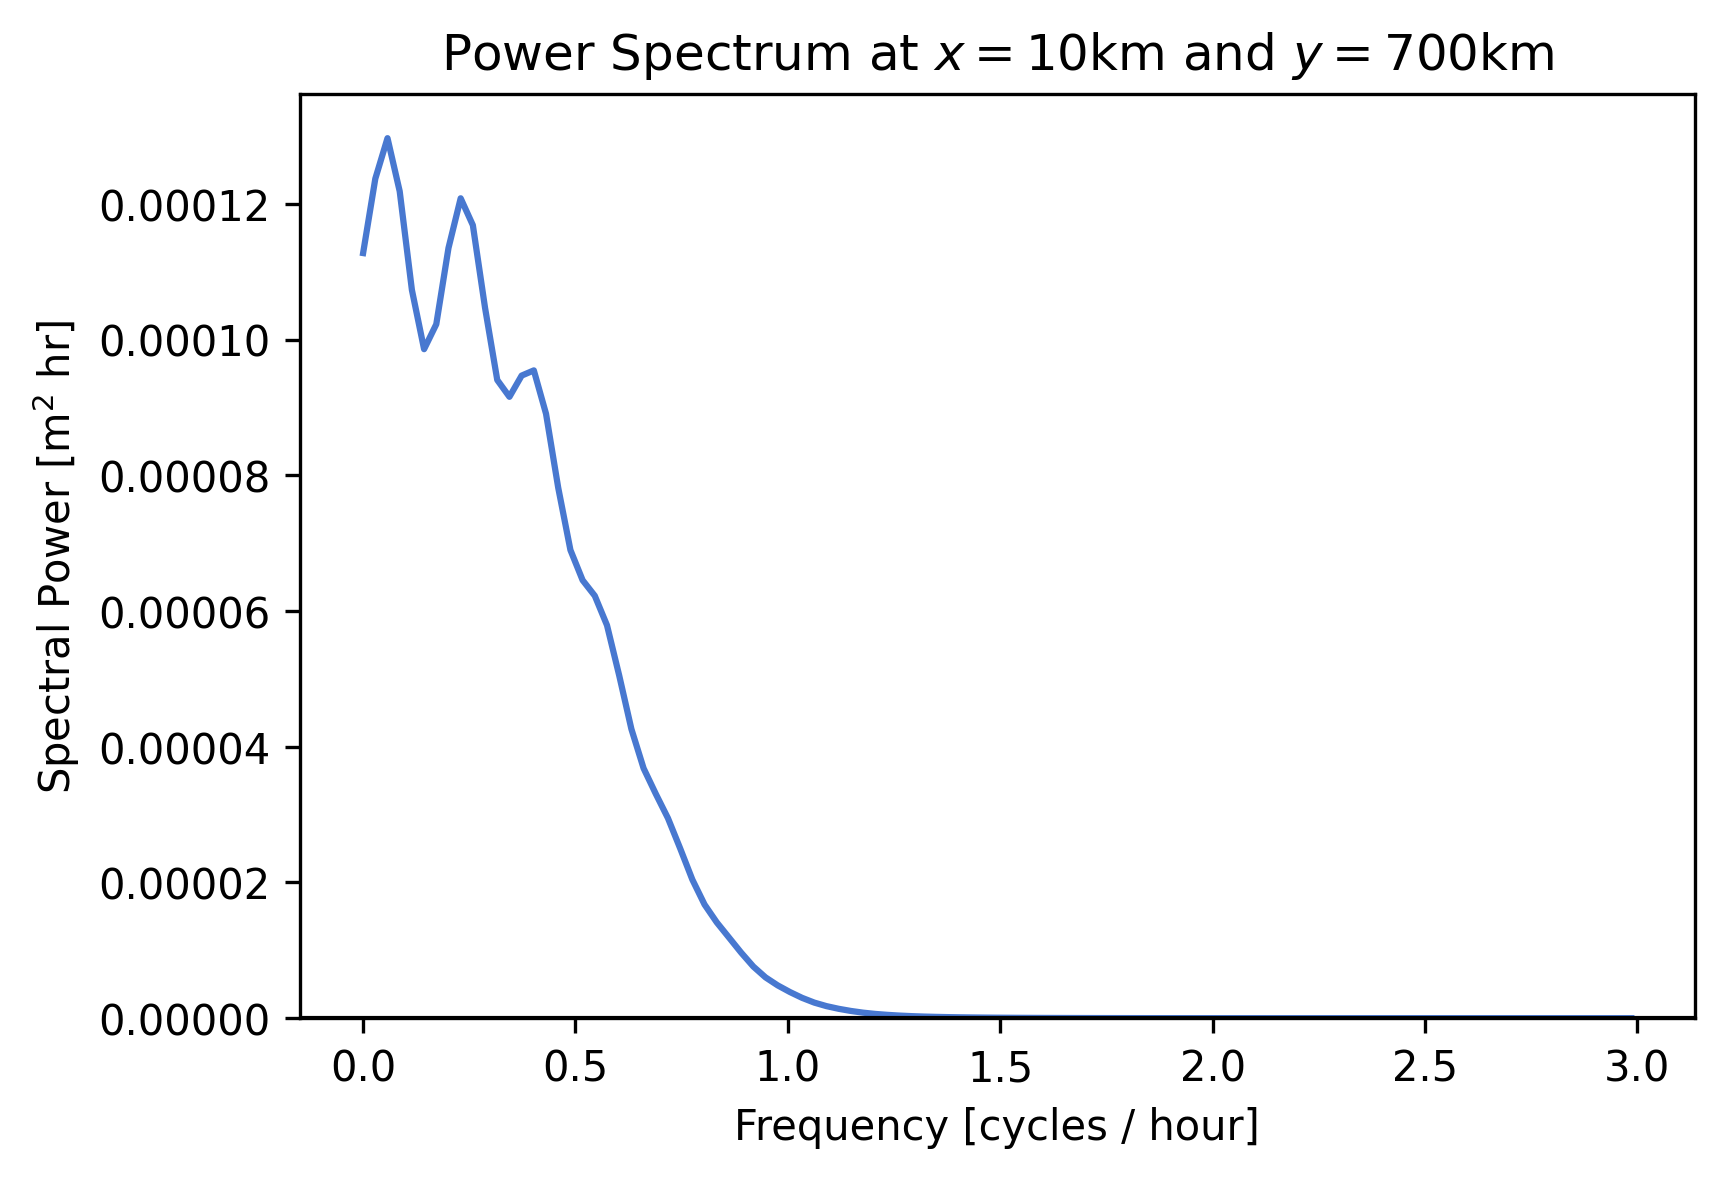 Power Spectrum at x = 10km and y = 700km
0.00012
0.00010
0.00008
0.00006
0.00004
0.00002
0.00000
Spectral Power [m² hr]
0.0 0.5 1.0 1.5 2.0 2.5 3.0
Frequency [cycles / hour]